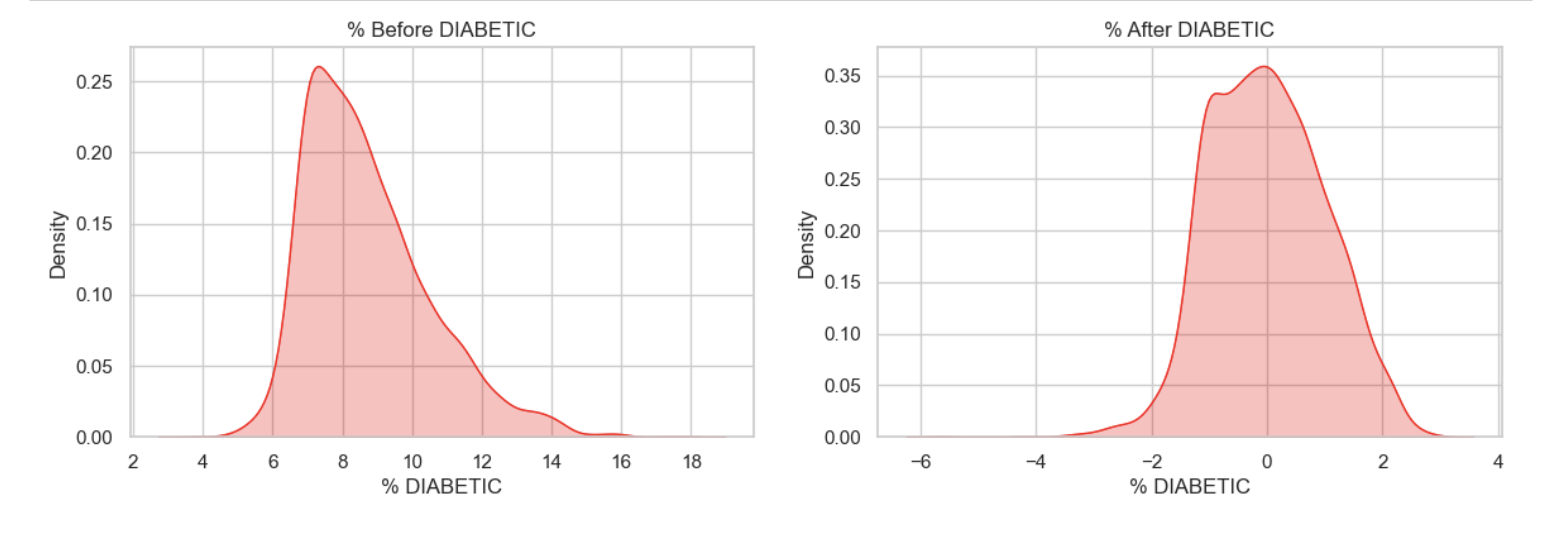 % Before DIABETIC
Density
0.25
0.20
0.15
0.10
0.05
0.00
2 4 6 8 10 12 14 16 18
% DIABETIC
% After DIABETIC
Density
0.35
0.30
0.25
0.20
0.15
0.10
0.05
0.00
−6 −4 −2 0 2 4
% DIABETIC